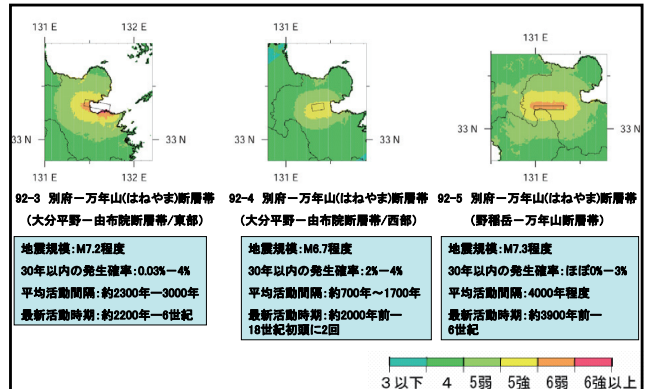 131 E 132 E
33 N 33 N
131 E 132 E
92-3 別府－万年山(はねやま)断層帯
(大分平野－由布院断層帯/東部)
地震規模:M7.2程度
30年以内の発生確率:0.03%－4%
平均活動間隔:約2300年－3000年
最新活動時期:約2200年－6世紀
131 E
33 N
131 E
92-4 別府－万年山(はねやま)断層帯
(大分平野－由布院断層帯/西部)
地震規模:M6.7程度
30年以内の発生確率:2%－4%
平均活動間隔:約700年～1700年
最新活動時期:約2000年前－
18世紀初頭に2回
131 E
33 N 33 N
131 E
92-5 別府－万年山(はねやま)断層帯
(野稲岳－万年山断層帯)
地震規模:M7.3程度
30年以内の発生確率:ほぼ0%－3%
平均活動間隔:4000年程度
最新活動時期:約3900年前－
6世紀
3以下 4 5弱 5強 6弱 6強以上